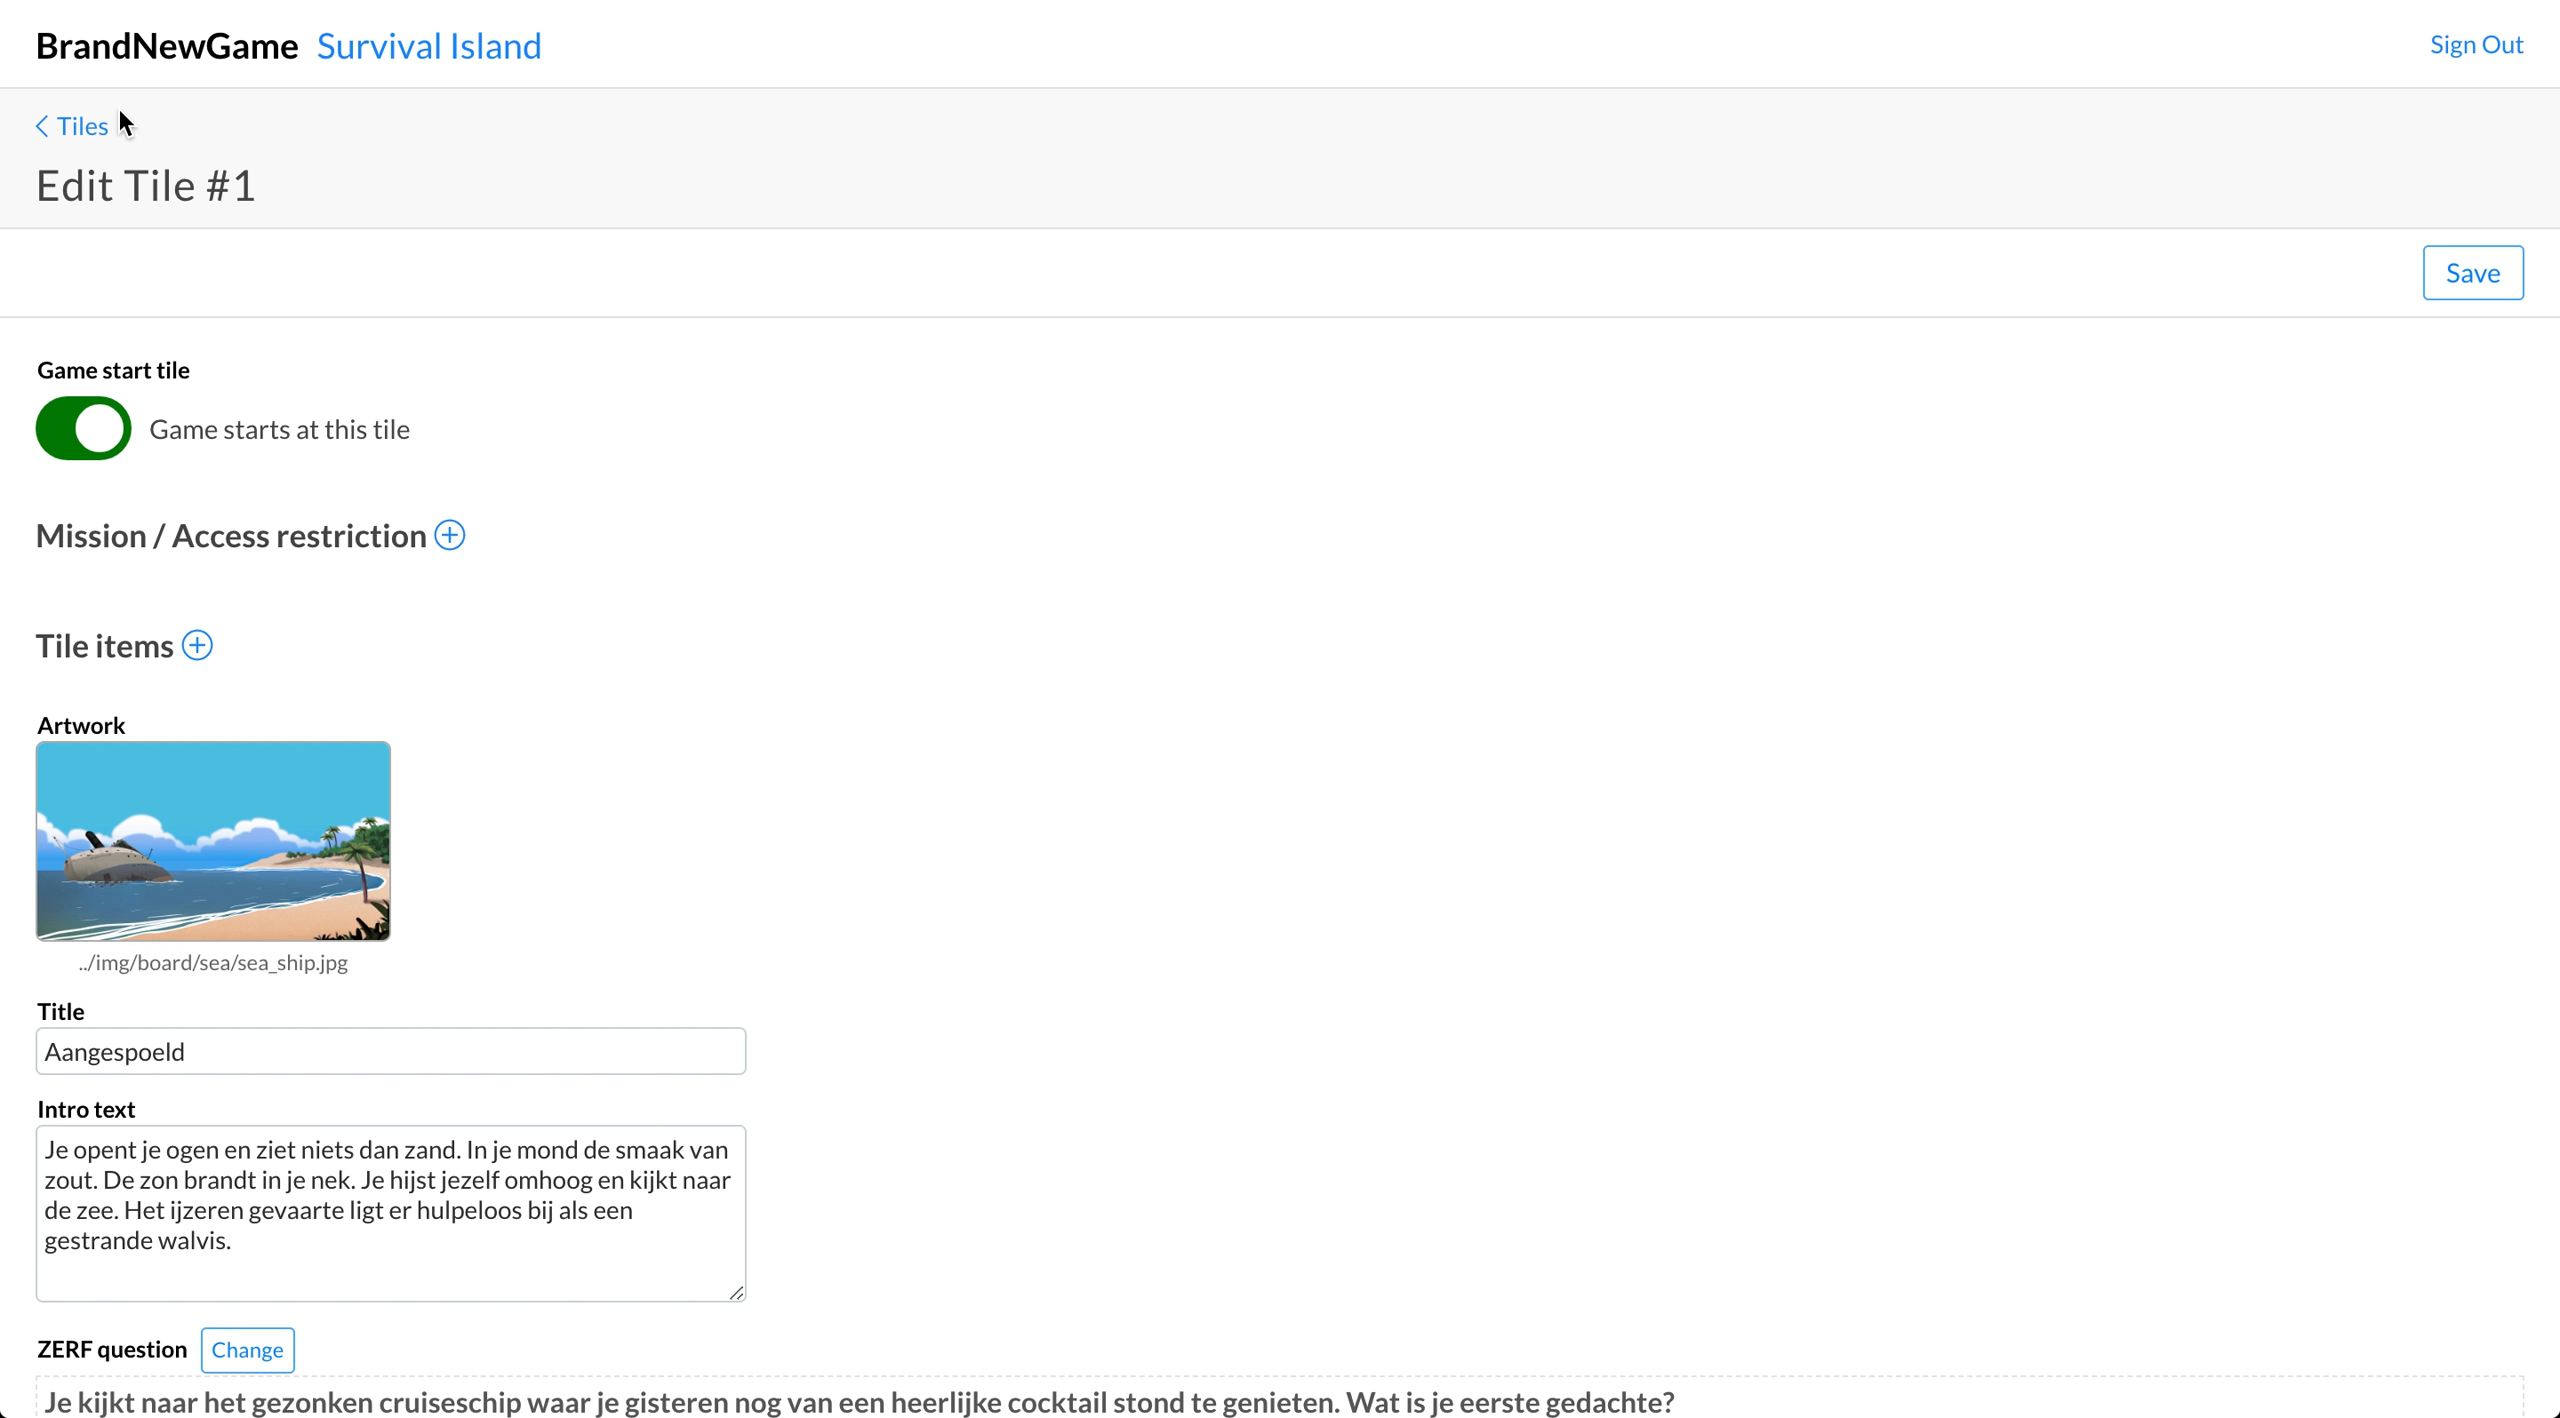 BrandNewGame Survival Island
Sign Out
Tiles
Edit Tile #1
Save
Game start tile
Game starts at this tile
Mission / Access restriction
Tile items
Artwork
../img/board/sea/sea_ship.jpg
Title
Aangespoeld
Intro text
Je opent je ogen en ziet niets dan zand. In je mond de smaak van
zout. De zon brandt in je nek. Je hijst jezelf omhoog en kijkt naar
de zee. Het ijzeren gevaarte ligt er hulpeloos bij als een
gestrande walvis.
ZERF question Change
Je kijkt naar het gezonken cruiseschip waar je gisteren nog van een heerlijke cocktail stond te genieten. Wat is je eerste gedachte?